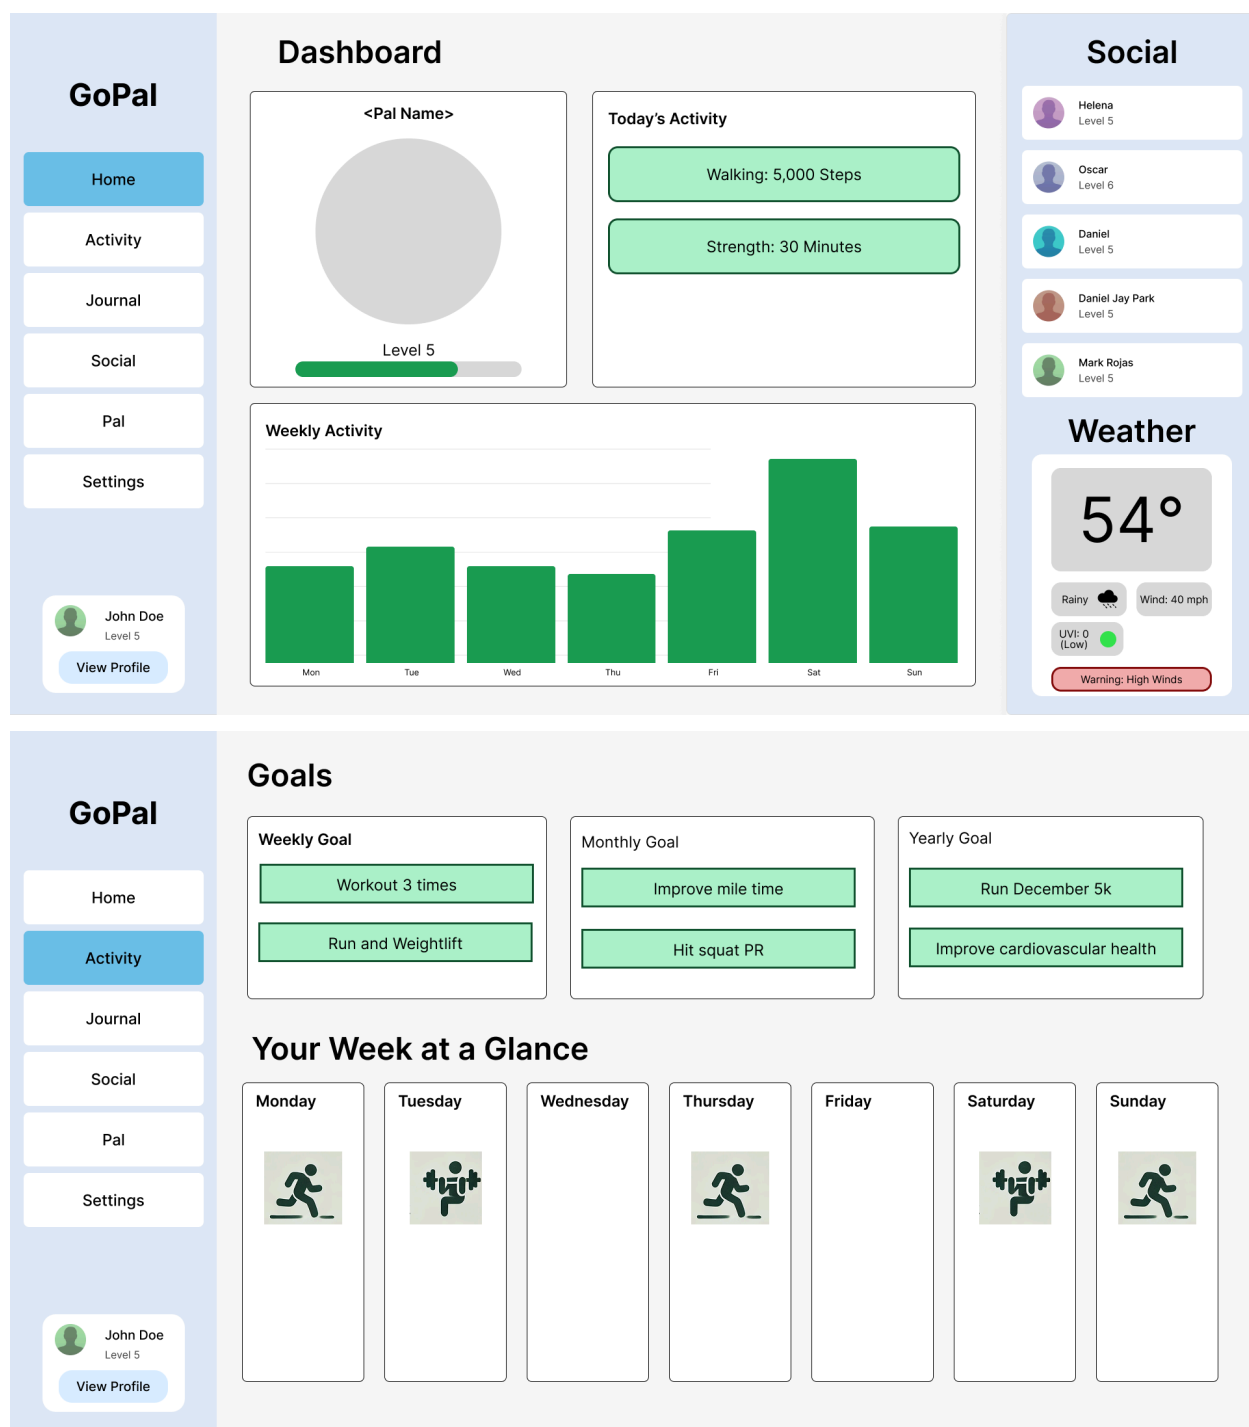 GoPal
Home
Activity
Journal
Social
Pal
Settings
John Doe
Level 5
View Profile
Dashboard
<Pal Name>
Level 5
Today's Activity
Walking: 5,000 Steps
Strength: 30 Minutes
Weekly Activity
Mon Tue Wed Thu Fri Sat Sun
Social
Helena
Level 5
Oscar
Level 6
Daniel
Level 5
Daniel Jay Park
Level 5
Mark Rojas
Level 5
Weather
54°
Rainy
Wind: 40 mph
UVI: 0
(Low)
Warning: High Winds
GoPal
Home
Activity
Journal
Social
Pal
Settings
John Doe
Level 5
View Profile
Goals
Weekly Goal
Workout 3 times
Run and Weightlift
Monthly Goal
Improve mile time
Hit squat PR
Yearly Goal
Run December 5k
Improve cardiovascular health
Your Week at a Glance
Monday Tuesday Wednesday Thursday Friday Saturday Sunday